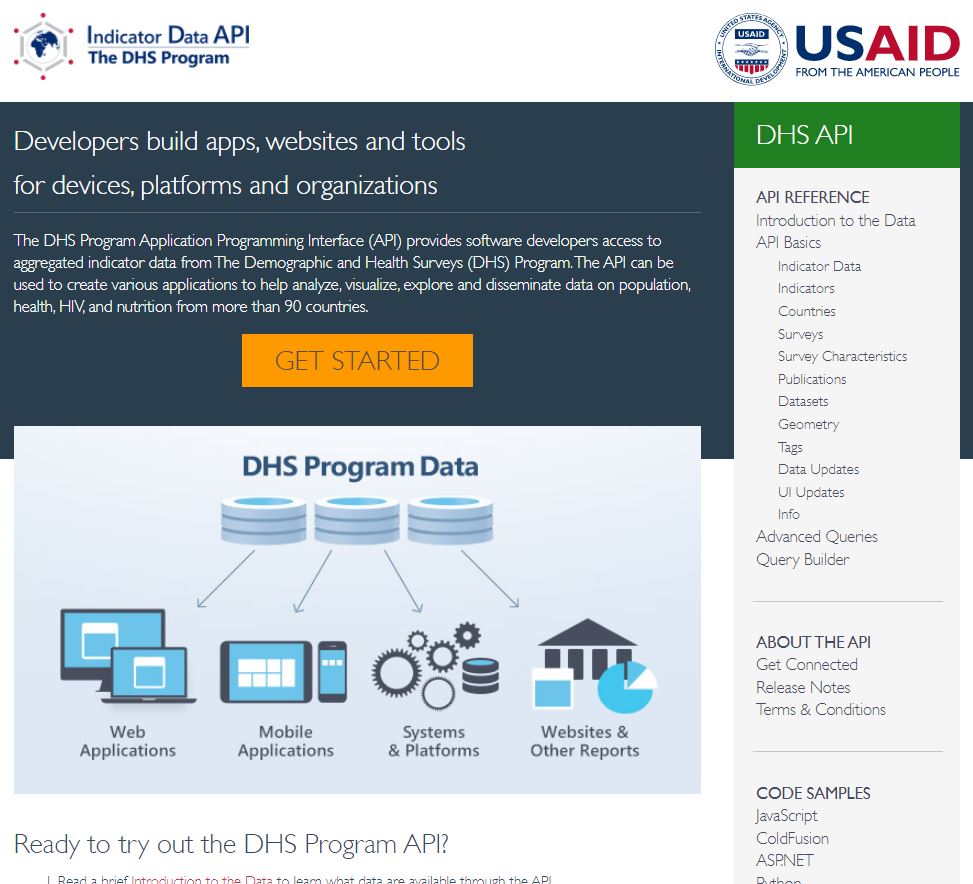 Indicator Data API
The DHS Program
UNITED STATES AGENCY
USAID
INTERNATIONAL DEVELOPMENT
USAID
FROM THE AMERICAN PEOPLE
Developers build apps, websites and tools
for devices, platforms and organizations
The DHS Program Application Programming Interface (API) provides software developers access to
aggregated indicator data from The Demographic and Health Surveys (DHS) Program. The API can be
used to create various applications to help analyze, visualize, explore and disseminate data on population,
health, HIV, and nutrition from more than 90 countries.
GET STARTED
DHS Program Data
Web
Applications
Mobile
Applications
Systems
& Platforms
Websites &
Other Reports
Ready to try out the DHS Program API?
1. Read a brief Introduction to the Data to learn what data are available through the API
DHS API
API REFERENCE
Introduction to the Data
API Basics
Indicator Data
Indicators
Countries
Surveys
Survey Characteristics
Publications
Datasets
Geometry
Tags
Data Updates
UI Updates
Info
Advanced Queries
Query Builder
ABOUT THE API
Get Connected
Release Notes
Terms & Conditions
CODE SAMPLES
JavaScript
ColdFusion
ASP.NET
Python